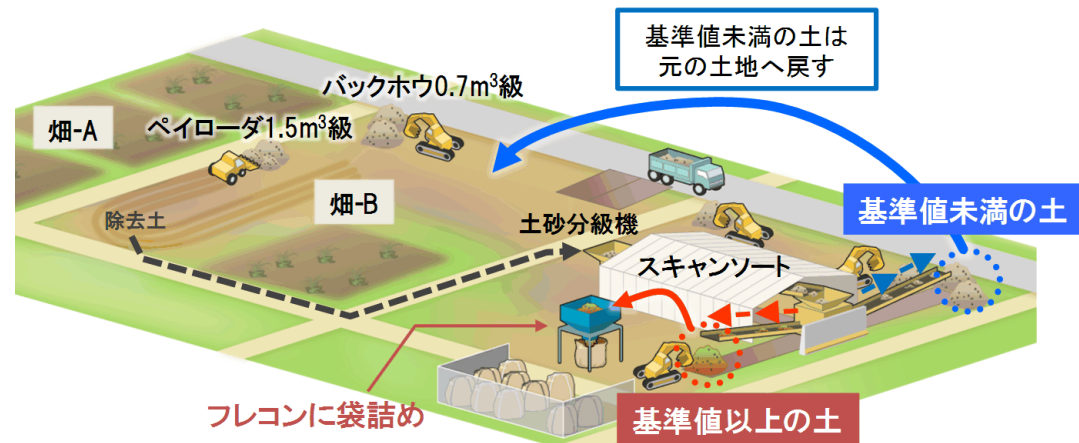 基準値未満の土は
元の土地へ戻す
バックホウ0.7m³級
畑-A
ペイローダ1.5m³級
畑-B
基準値未満の土
除去土
土砂分級機
スキャンソート
フレコンに袋詰め
基準値以上の土